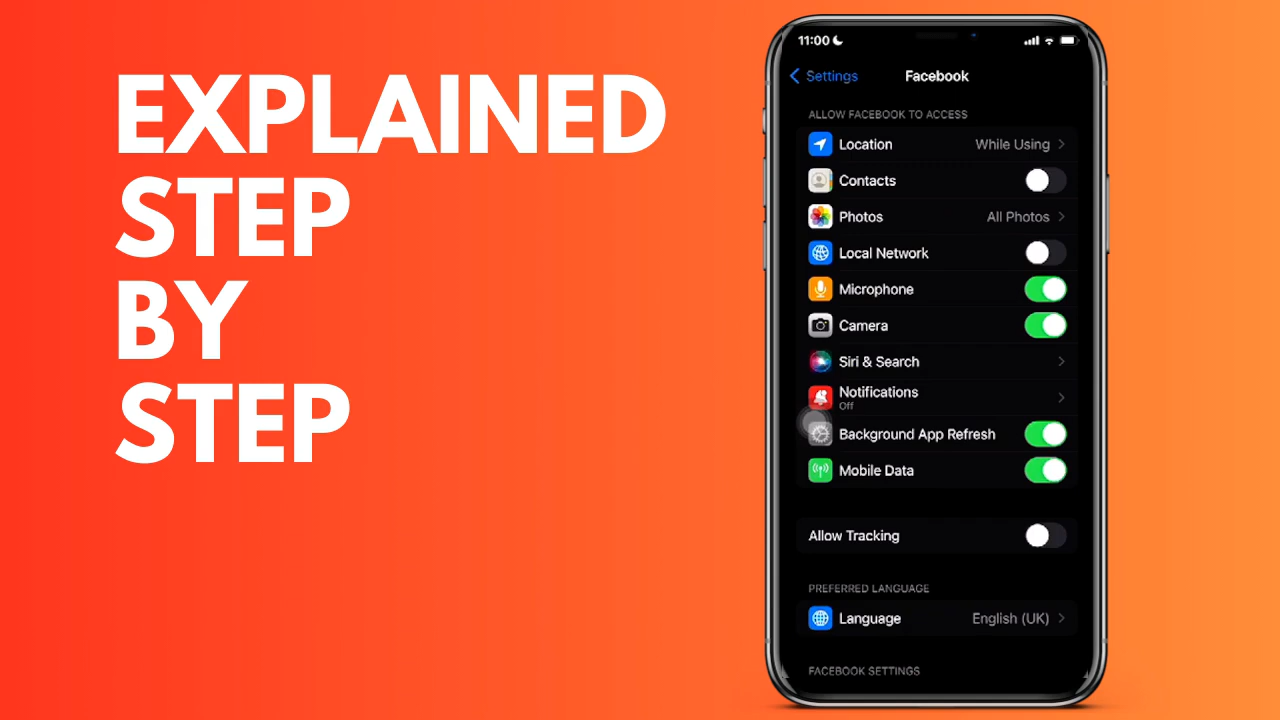 EXPLAINED
STEP
BY
STEP
11:00
Settings
Facebook
ALLOW FACEBOOK TO ACCESS
Location While Using
Contacts
Photos All Photos
Local Network
Microphone
Camera
Siri & Search
Notifications
Off
Background App Refresh
Mobile Data
Allow Tracking
PREFERRED LANGUAGE
Language English (UK)
FACEBOOK SETTINGS